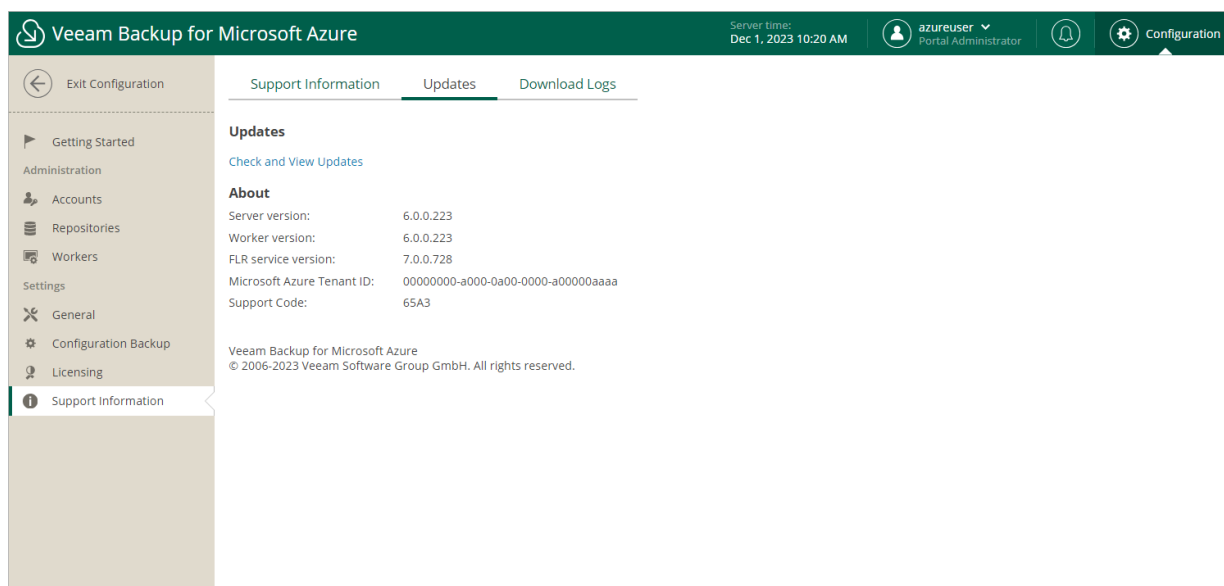 Veeam Backup for Microsoft Azure
Server time:
Dec 1, 2023 10:20 AM
azureuser
Portal Administrator
Configuration
Exit Configuration
Getting Started
Administration
Accounts
Repositories
Workers
Settings
General
Configuration Backup
Licensing
Support Information
Support Information Updates Download Logs
Updates
Check and View Updates
About
Server version: 6.0.0.223
Worker version: 6.0.0.223
FLR service version: 7.0.0.728
Microsoft Azure Tenant ID: 00000000-a000-0a00-0000-a00000aaaa
Support Code: 65A3
Veeam Backup for Microsoft Azure
© 2006-2023 Veeam Software Group GmbH. All rights reserved.